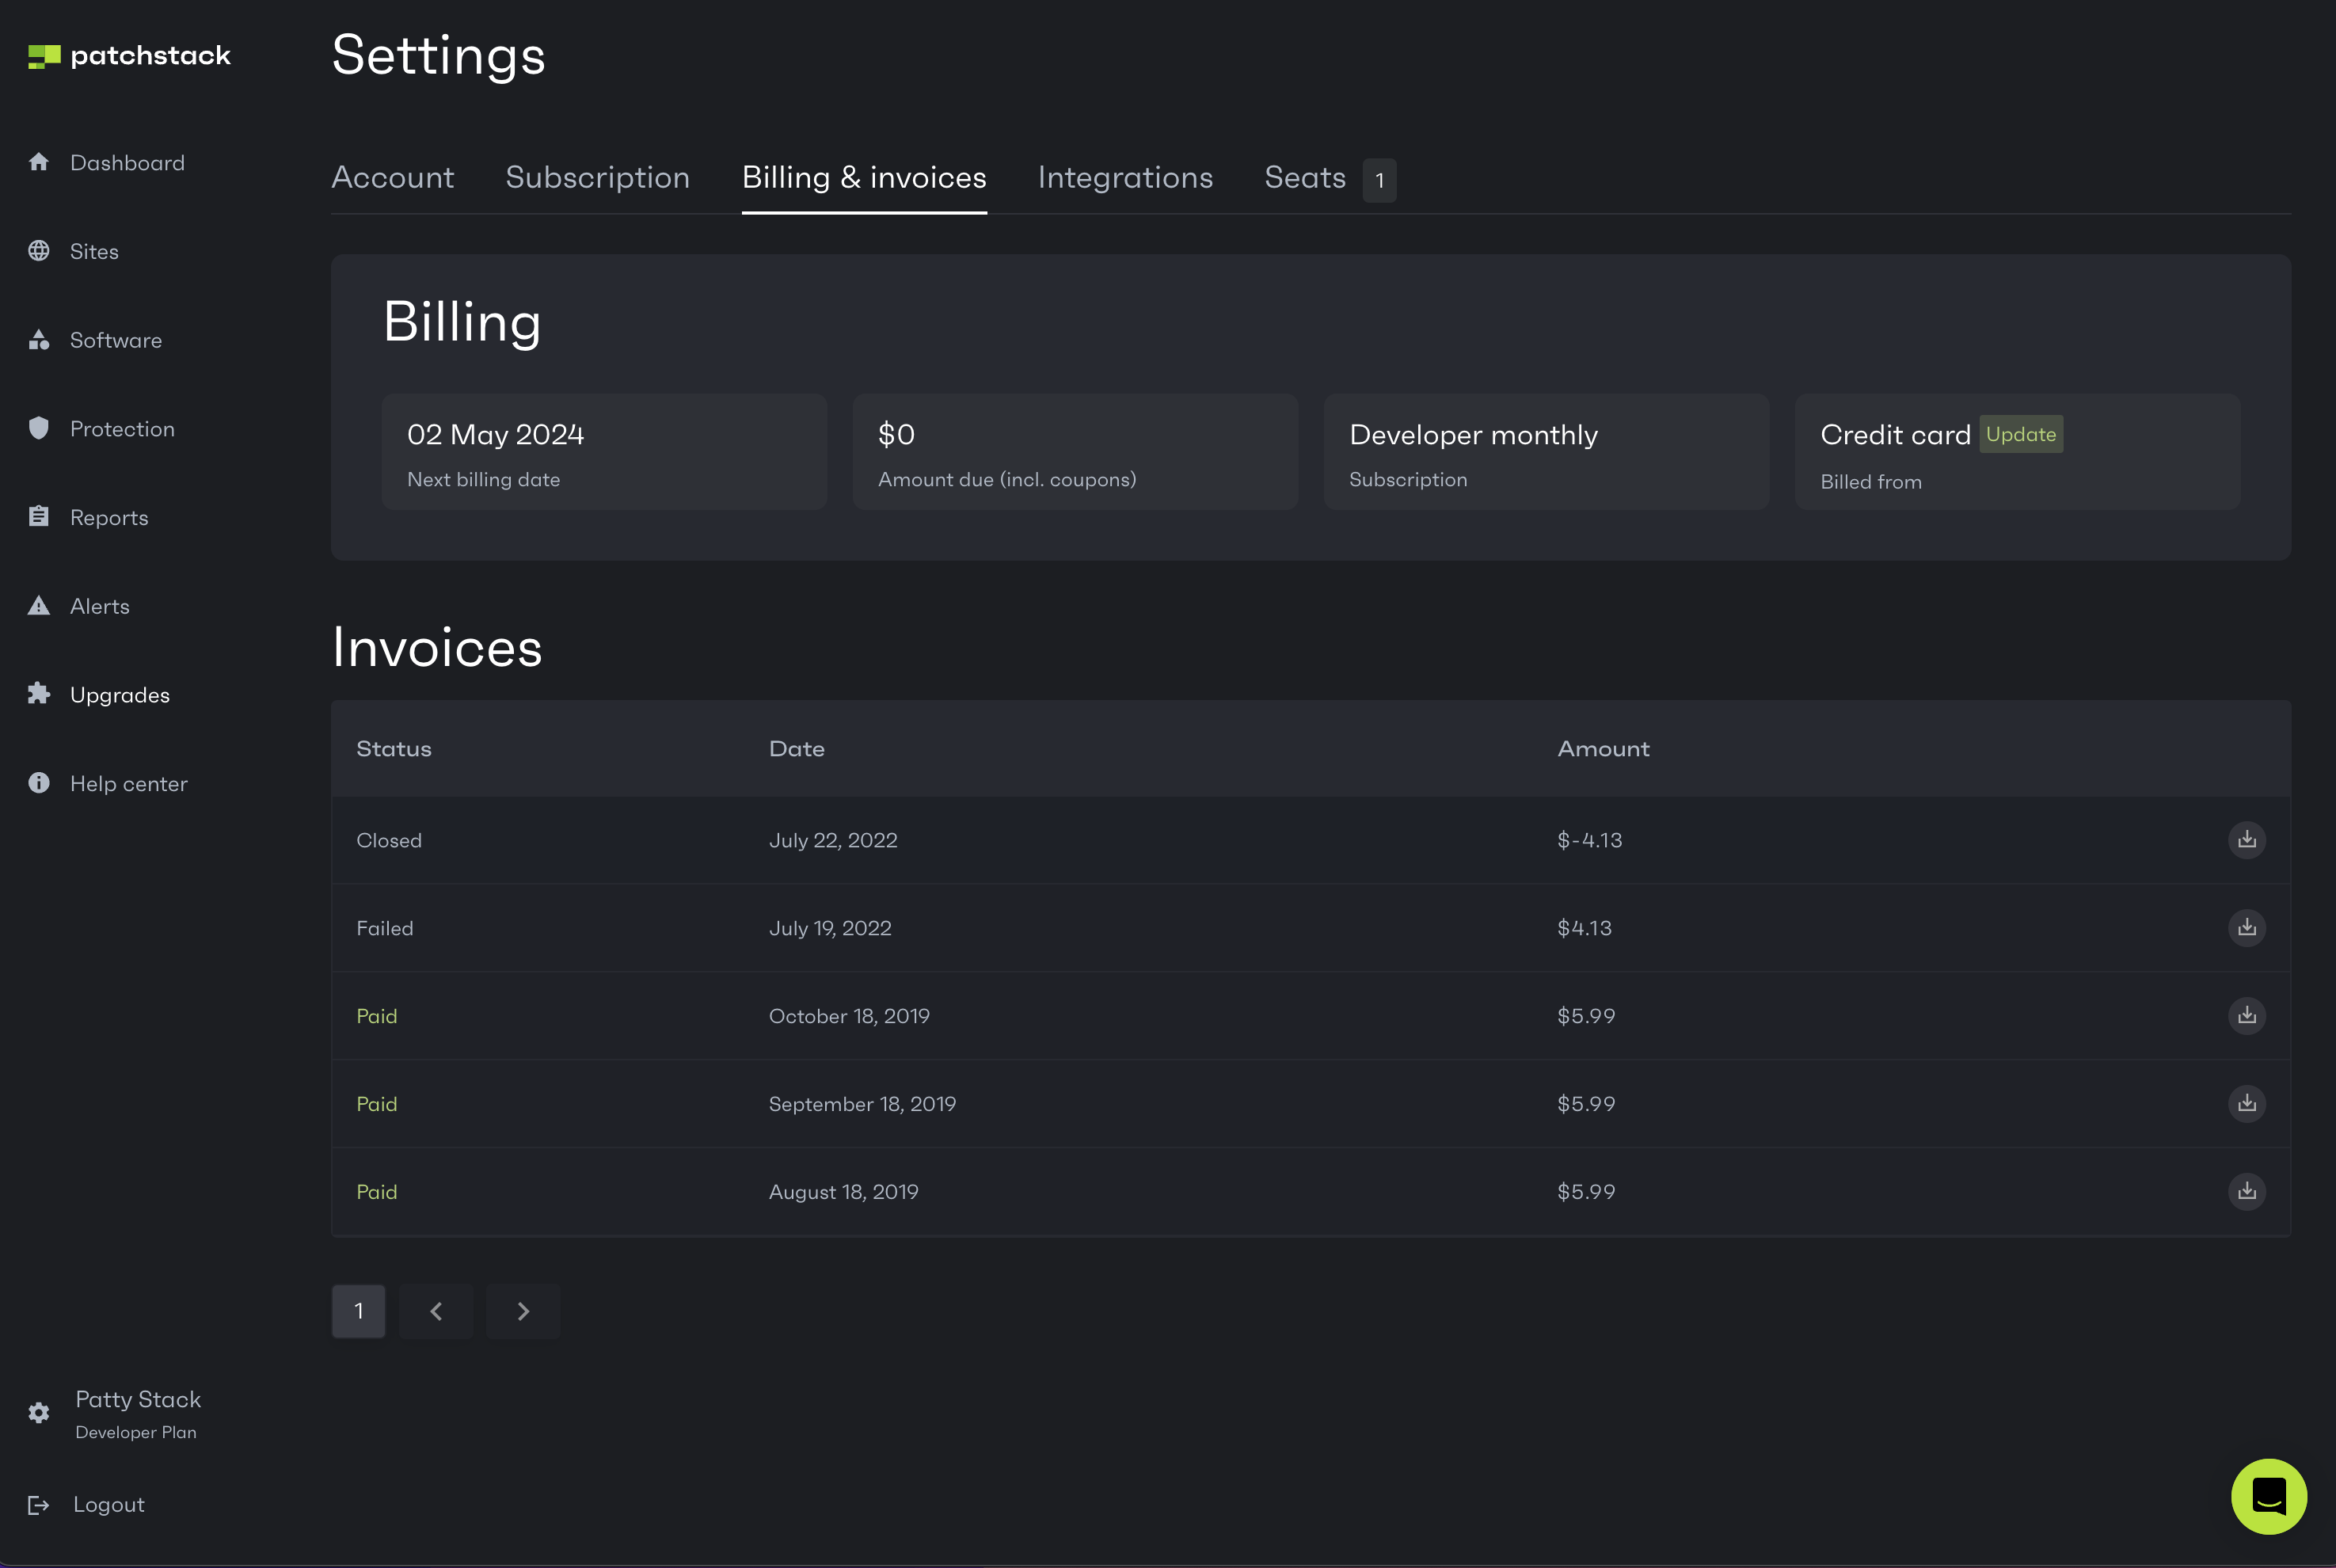 patchstack
Settings
Dashboard
Sites
Software
Protection
Reports
Alerts
Upgrades
Help center
Account Subscription Billing & invoices Integrations Seats 1
Billing
02 May 2024
Next billing date
$0
Amount due (incl. coupons)
Developer monthly
Subscription
Credit card Update
Billed from
Invoices
Status Date Amount
Closed July 22, 2022 $-4.13
Failed July 19, 2022 $4.13
Paid October 18, 2019 $5.99
Paid September 18, 2019 $5.99
Paid August 18, 2019 $5.99
1
Patty Stack
Developer Plan
Logout